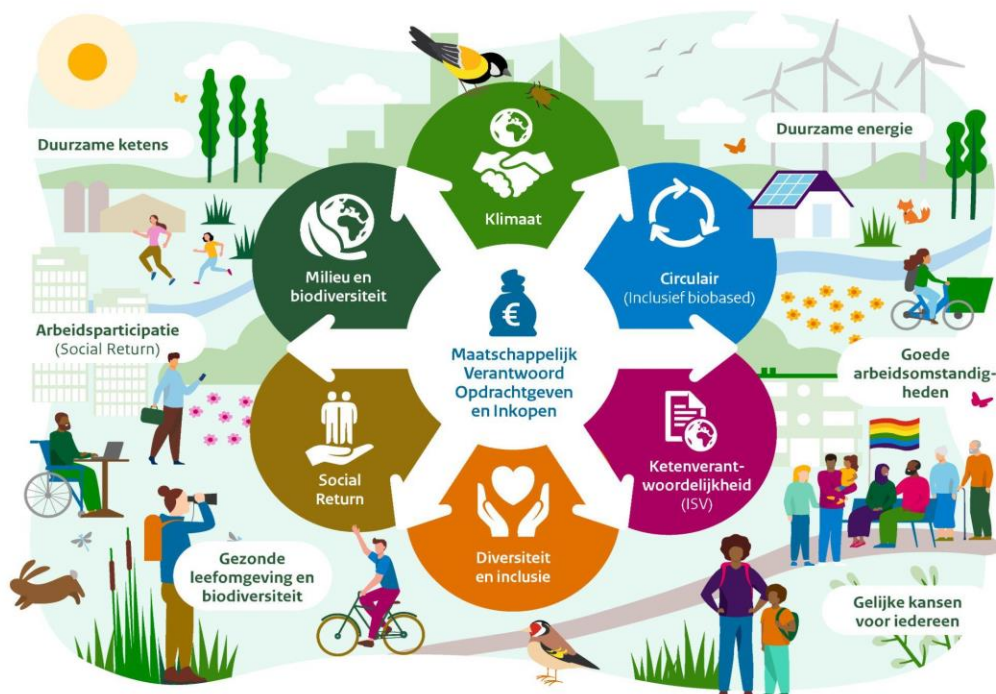 Duurzame ketens
Duurzame energie
Klimaat
Milieu en
biodiversiteit
Circulair
(Inclusief biobased)
€
Maatschappelijk
Verantwoord
Opdrachtgeven
en Inkopen
Arbeidsparticipatie
(Social Return)
Goede
arbeidsomstandig-
heden
Social
Return
Ketenverant-
woordelijkheid
(ISV)
Diversiteit
en inclusie
Gezonde
leefomgeving en
biodiversiteit
Gelijke kansen
voor iedereen